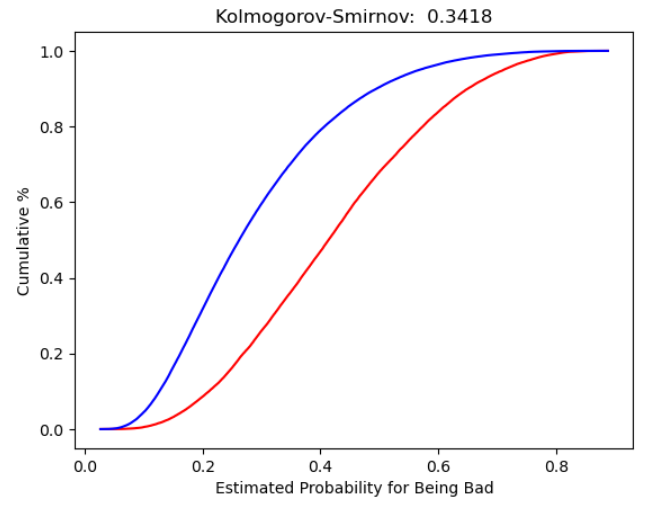 Kolmogorov-Smirnov:  0.3418
1.0
0.8
0.6
0.4
0.2
0.0
Cumulative %
0.0 0.2 0.4 0.6 0.8
Estimated Probability for Being Bad